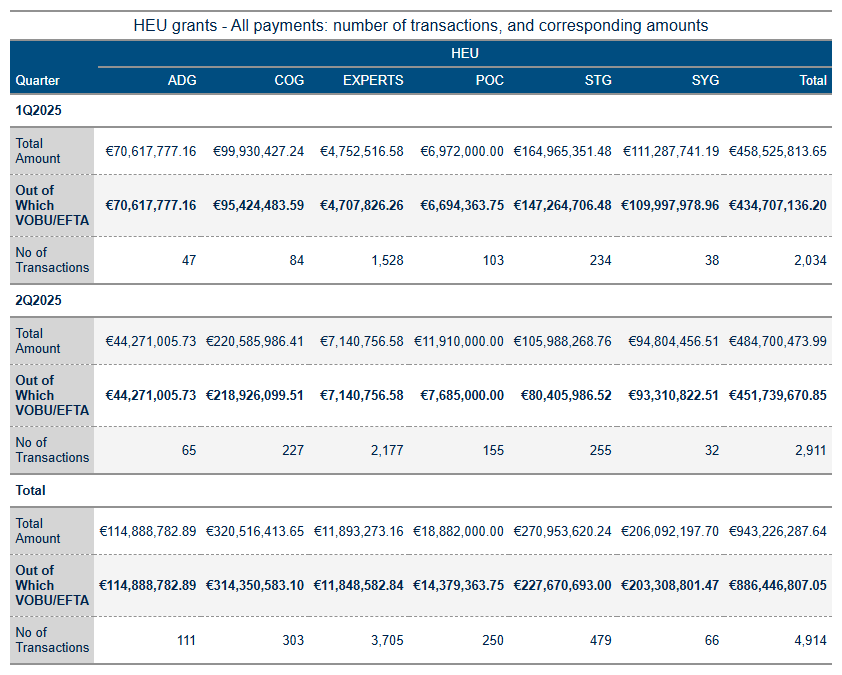 HEU grants - All payments: number of transactions, and corresponding amounts
HEU
Quarter ADG COG EXPERTS POC STG SYG Total
1Q2025
Total
Amount €70,617,777.16 €99,930,427.24 €4,752,516.58 €6,972,000.00 €164,965,351.48 €111,287,741.19 €458,525,813.65
Out of
Which
VOBU/EFTA €70,617,777.16 €95,424,483.59 €4,707,826.26 €6,694,363.75 €147,264,706.48 €109,997,978.96 €434,707,136.20
No of
Transactions 47 84 1,528 103 234 38 2,034
2Q2025
Total
Amount €44,271,005.73 €220,585,986.41 €7,140,756.58 €11,910,000.00 €105,988,268.76 €94,804,456.51 €484,700,473.99
Out of
Which
VOBU/EFTA €44,271,005.73 €218,926,099.51 €7,140,756.58 €7,685,000.00 €80,405,986.52 €93,310,822.51 €451,739,670.85
No of
Transactions 65 227 2,177 155 255 32 2,911
Total
Total
Amount €114,888,782.89 €320,516,413.65 €11,893,273.16 €18,882,000.00 €270,953,620.24 €206,092,197.70 €943,226,287.64
Out of
Which
VOBU/EFTA €114,888,782.89 €314,350,583.10 €11,848,582.84 €14,379,363.75 €227,670,693.00 €203,308,801.47 €886,446,807.05
No of
Transactions 111 303 3,705 250 479 66 4,914